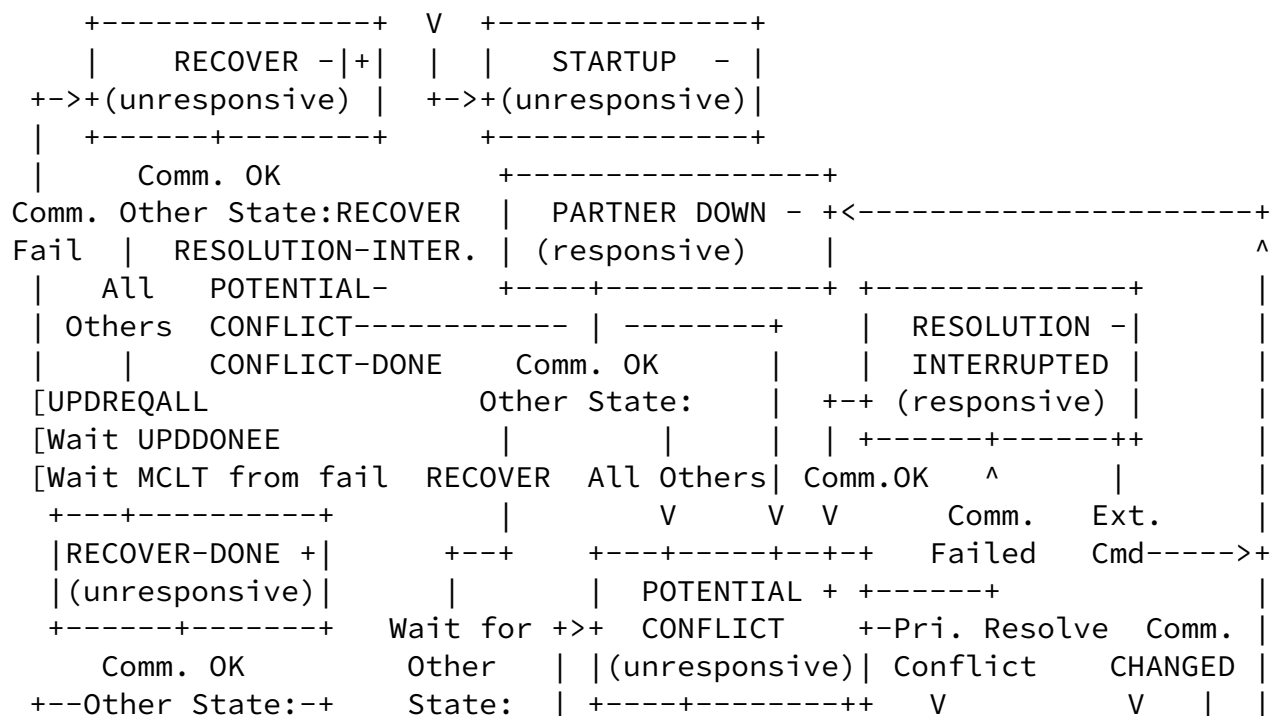 +---------------+  V  +--------------+
    |    RECOVER -|+|  |  |   STARTUP  - |
 +->+(unresponsive) |  +->+(unresponsive)|
 |  +------+--------+     +--------------+
 |     Comm. OK            +-----------------+
Comm. Other State:RECOVER  |  PARTNER DOWN - +<----------------------+
Fail  |  RESOLUTION-INTER. | (responsive)    |                       ^
 |   All   POTENTIAL-      +----+------------+ +--------------+      |
 | Others  CONFLICT------------ | --------+    |  RESOLUTION -|      |
 |    |    CONFLICT-DONE    Comm. OK      |    |  INTERRUPTED |      |
 [UPDREQALL               Other State:    |  +-+ (responsive) |      |
 [Wait UPDDONEE            |        |     |  | +------+------++      |
 [Wait MCLT from fail  RECOVER  All Others| Comm.OK   ^      |       |
  +---+----------+         |        V     V  V      Comm.   Ext.     |
  |RECOVER-DONE +|      +--+    +---+-----+--+-+   Failed   Cmd----->+
  |(unresponsive)|      |       |  POTENTIAL + +------+              |
  +------+-------+   Wait for +>+  CONFLICT    +-Pri. Resolve  Comm. |
     Comm. OK         Other   | |(unresponsive)| Conflict    CHANGED |
 +--Other State:-+    State:  | +----+--------++   V          V   |  |